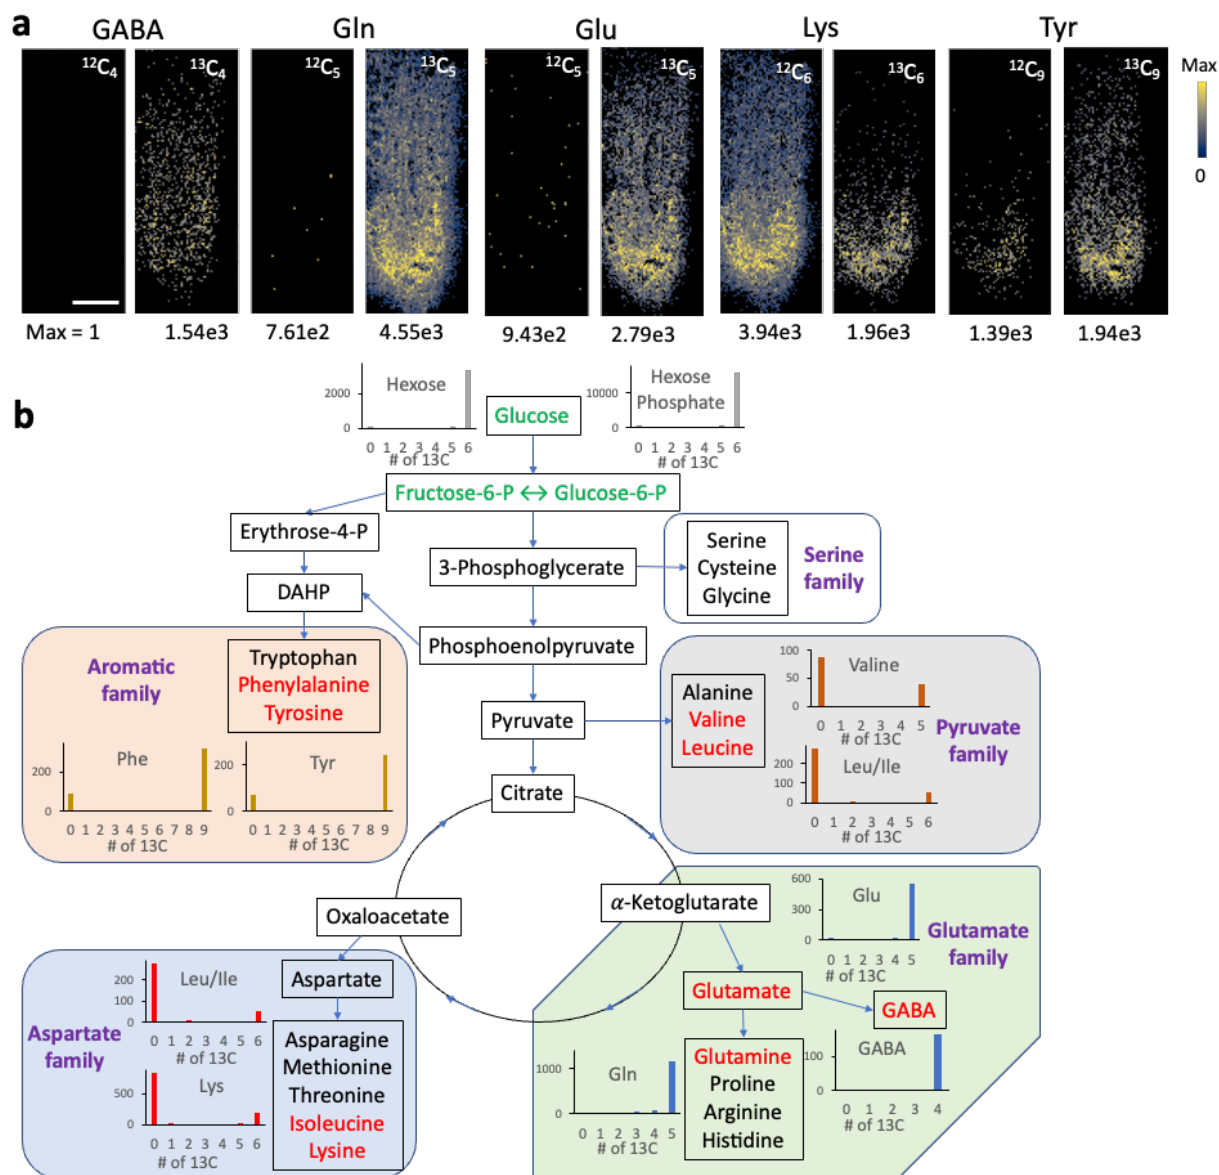 a
GABA Gln Glu Lys Tyr
¹²C₄ ¹³C₄ ¹²C₅ ¹³C₅ ¹²C₅ ¹³C₅ ¹²C₆ ¹³C₆ ¹²C₉ ¹³C₉
Max
0
Max = 1 1.54e3 7.61e2 4.55e3 9.43e2 2.79e3 3.94e3 1.96e3 1.39e3 1.94e3
b
Hexose
2000
0
0 1 2 3 4 5 6
# of 13C
Glucose
Hexose
Phosphate
10000
0
0 1 2 3 4 5 6
# of 13C
Fructose-6-P ↔ Glucose-6-P
Erythrose-4-P
3-Phosphoglycerate
Serine
Cysteine
Glycine
Serine
family
DAHP
Phosphoenolpyruvate
Aromatic
family
Tryptophan
Phenylalanine
Tyrosine
Phe
200
0
0 1 2 3 4 5 6 7 8 9
# of 13C
Tyr
200
0
0 1 2 3 4 5 6 7 8 9
# of 13C
Pyruvate
Alanine
Valine
Leucine
Valine
100
50
0
0 1 2 3 4 5
# of 13C
Pyruvate
family
Leu/Ile
200
100
0
0 1 2 3 4 5 6
# of 13C
Citrate
Oxaloacetate
α-Ketoglutarate
Glu
600
300
0
0 1 2 3 4 5
# of 13C
Glutamate
family
Aspartate
family
Leu/Ile
200
100
0
0 1 2 3 4 5 6
# of 13C
Aspartate
Lys
500
0
0 1 2 3 4 5 6
# of 13C
Asparagine
Methionine
Threonine
Isoleucine
Lysine
Glutamate
GABA
Gln
1000
0
0 1 2 3 4 5
# of 13C
Glutamine
Proline
Arginine
Histidine
GABA
100
0
0 1 2 3 4
# of 13C